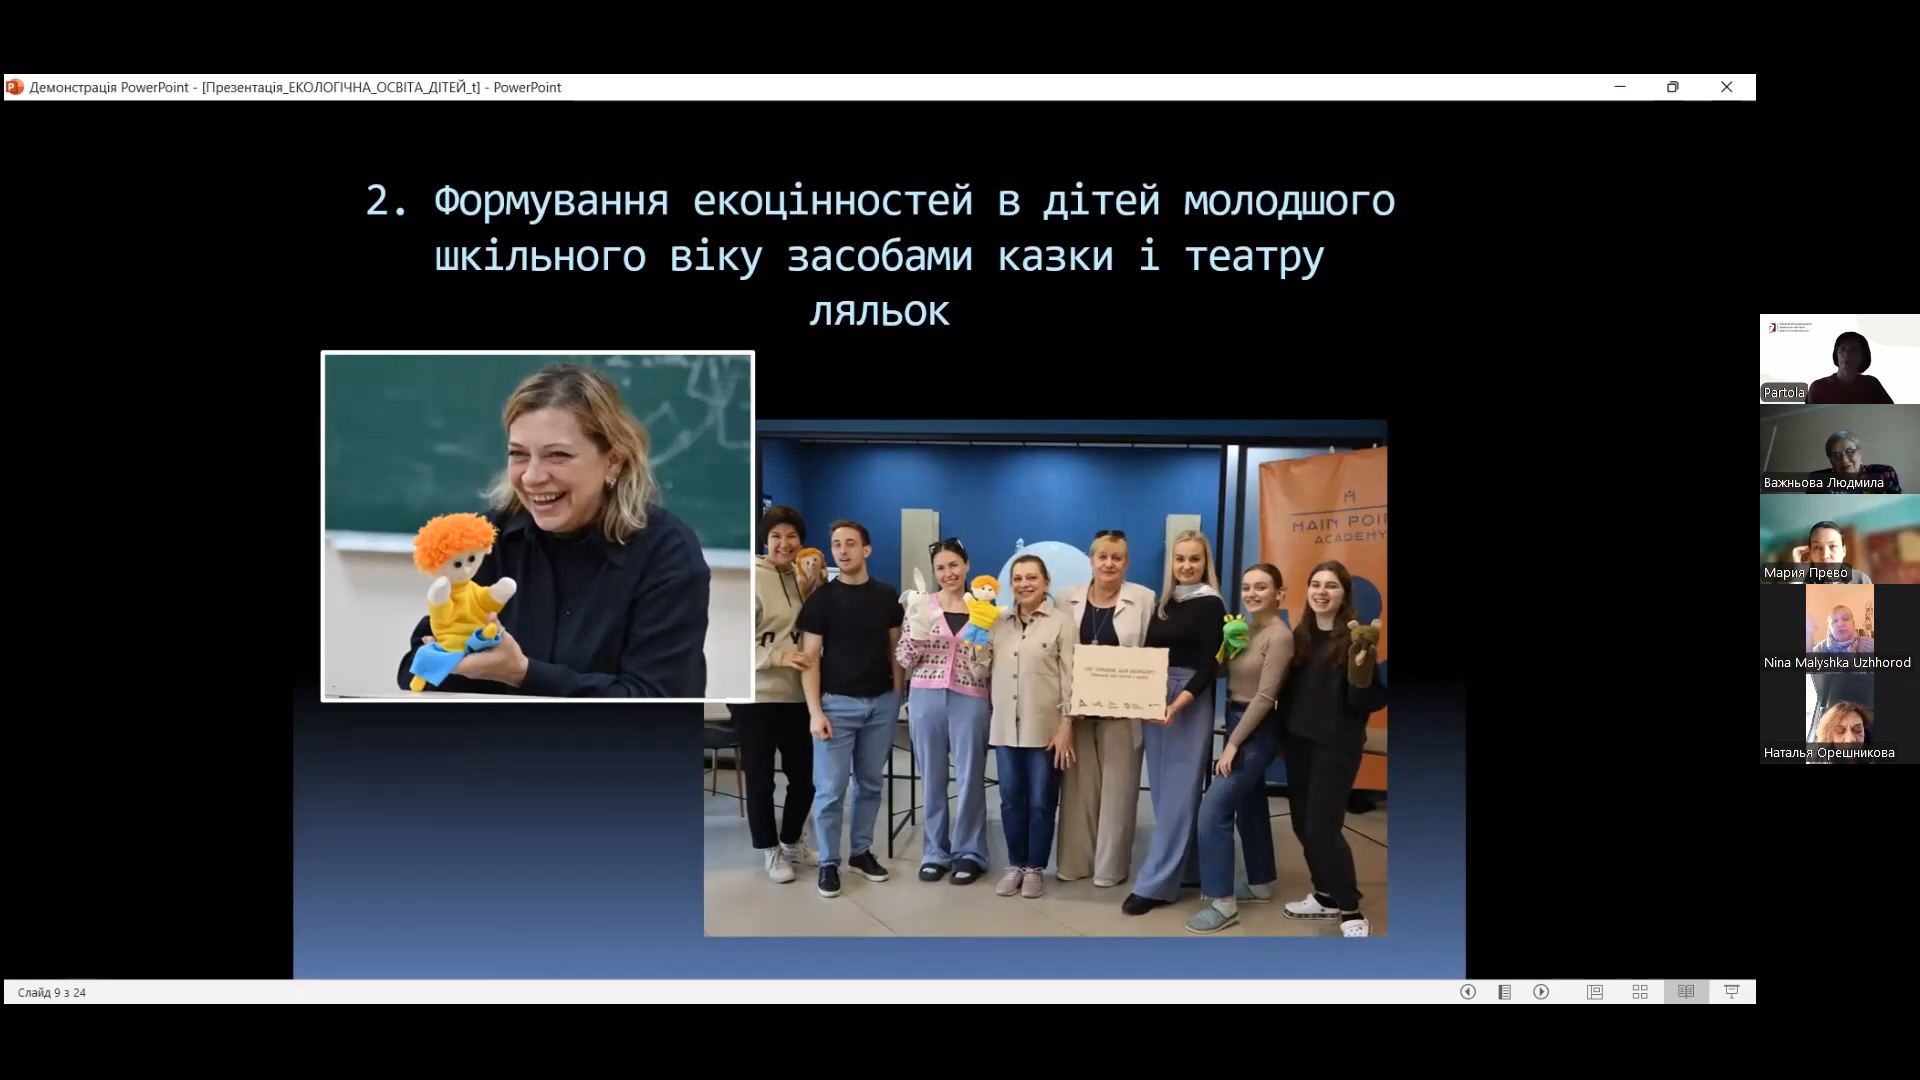 Демонстрація PowerPoint - [Презентація_ЕКОЛОГІЧНА_ОСВІТА_ДІТЕЙ_t] - PowerPoint
2. Формування екоцінностей в дітей молодшого
шкільного віку засобами казки і театру
ляльок
MAIN POIN
ACADEMY
Partola
Важньова Людмила
Мария Прево
Nina Malyshka Uzhhorod
Наталья Орешникова
Слайд 9 з 24